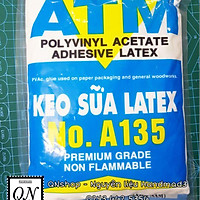 ATM
POLYVINYL ACETATE
ADHESIVE LATEX
PVAc, glue used on paper packaging and general woodworks.
KEO SỮA LATEX
No. A135
PREMIUM GRADE
NON FLAMMABLE
QNshop - Nguyên liệu Handmade
QN